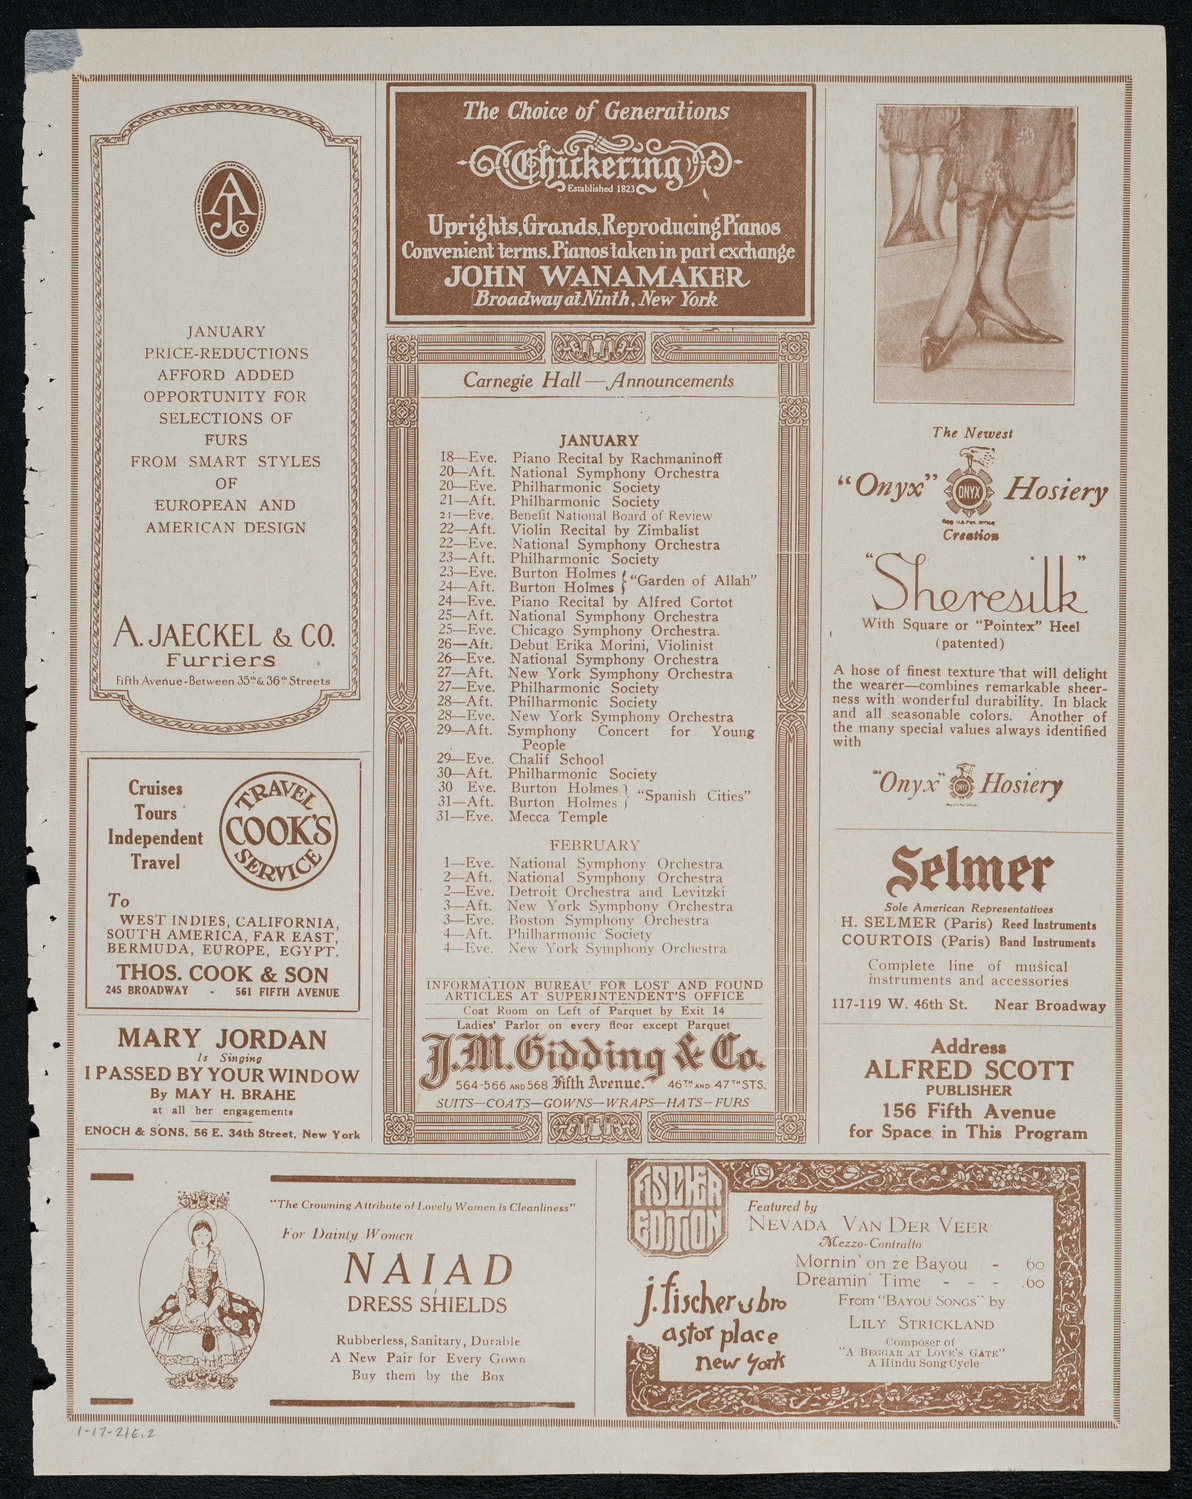 AJCo
JANUARY
PRICE-REDUCTIONS
AFFORD ADDED
OPPORTUNITY FOR
SELECTIONS OF
FURS
FROM SMART STYLES
OF
EUROPEAN AND
AMERICAN DESIGN
A. JAECKEL & CO.
Furriers
Fifth Avenue-Between 35th & 36th Streets
Cruises
Tours
Independent
Travel
TRAVEL
COOK'S
SERVICE
To
WEST INDIES, CALIFORNIA,
SOUTH AMERICA, FAR EAST,
BERMUDA, EUROPE, EGYPT.
THOS. COOK & SON
245 BROADWAY - 561 FIFTH AVENUE
MARY JORDAN
Is Singing
I PASSED BY YOUR WINDOW
By MAY H. BRAHE
at all her engagements
ENOCH & SONS, 56 E. 34th Street, New York
The Choice of Generations
Chickering
Established 1823
Uprights, Grands, Reproducing Pianos
Convenient terms. Pianos taken in part exchange
JOHN WANAMAKER
Broadway at Ninth, New York
Carnegie Hall—Announcements
JANUARY
18—Eve. Piano Recital by Rachmaninoff
20—Aft. National Symphony Orchestra
20—Eve. Philharmonic Society
21—Aft. Philharmonic Society
21—Eve. Benefit National Board of Review
22—Aft. Violin Recital by Zimbalist
22—Eve. National Symphony Orchestra
23—Aft. Philharmonic Society
23—Eve. Burton Holmes } "Garden of Allah"
24—Aft. Burton Holmes
24—Eve. Piano Recital by Alfred Cortot
25—Aft. National Symphony Orchestra
25—Eve. Chicago Symphony Orchestra.
26—Aft. Debut Erika Morini, Violinist
26—Eve. National Symphony Orchestra
27—Aft. New York Symphony Orchestra
27—Eve. Philharmonic Society
28—Aft. Philharmonic Society
28—Eve. New York Symphony Orchestra
29—Aft. Symphony Concert for Young
People
29—Eve. Chalif School
30—Aft. Philharmonic Society
30 Eve. Burton Holmes } "Spanish Cities"
31—Aft. Burton Holmes
31—Eve. Mecca Temple
FEBRUARY
1—Eve. National Symphony Orchestra
2—Aft. National Symphony Orchestra
2—Eve. Detroit Orchestra and Levitzki
3—Aft. New York Symphony Orchestra
3—Eve. Boston Symphony Orchestra
4—Aft. Philharmonic Society
4—Eve. New York Symphony Orchestra
INFORMATION BUREAU FOR LOST AND FOUND
ARTICLES AT SUPERINTENDENT'S OFFICE
Coat Room on Left of Parquet by Exit 14
Ladies' Parlor on every floor except Parquet
J.M. Gidding & Co.
564-566 AND 568 Fifth Avenue. 46TH AND 47TH STS.
SUITS—COATS—GOWNS—WRAPS—HATS—FURS
The Newest
"Onyx" ONYX Hosiery
Reg. U.S. Pat. Office
Creation
"Sheresilk"
With Square or "Pointex" Heel
(patented)
A hose of finest texture that will delight
the wearer—combines remarkable sheer-
ness with wonderful durability. In black
and all seasonable colors. Another of
the many special values always identified
with
"Onyx" ONYX Hosiery
Selmer
Sole American Representatives
H. SELMER (Paris) Reed Instruments
COURTOIS (Paris) Band Instruments
Complete line of musical
instruments and accessories
117-119 W. 46th St. Near Broadway
Address
ALFRED SCOTT
PUBLISHER
156 Fifth Avenue
for Space in This Program
"The Crowning Attribute of Lovely Women is Cleanliness"
For Dainty Women
NAIAD
DRESS SHIELDS
Rubberless, Sanitary, Durable
A New Pair for Every Gown
Buy them by the Box
FISCHER
EDITION
j. fischer & bro
astor place
new york
Featured by
NEVADA VAN DER VEER
Mezzo-Contralto
Mornin' on ze Bayou - 60
Dreamin' Time - - - .60
From "BAYOU SONGS" by
LILY STRICKLAND
Composer of
"A BEGGAR AT LOVE'S GATE"
A Hindu Song Cycle
1-17-21E.2